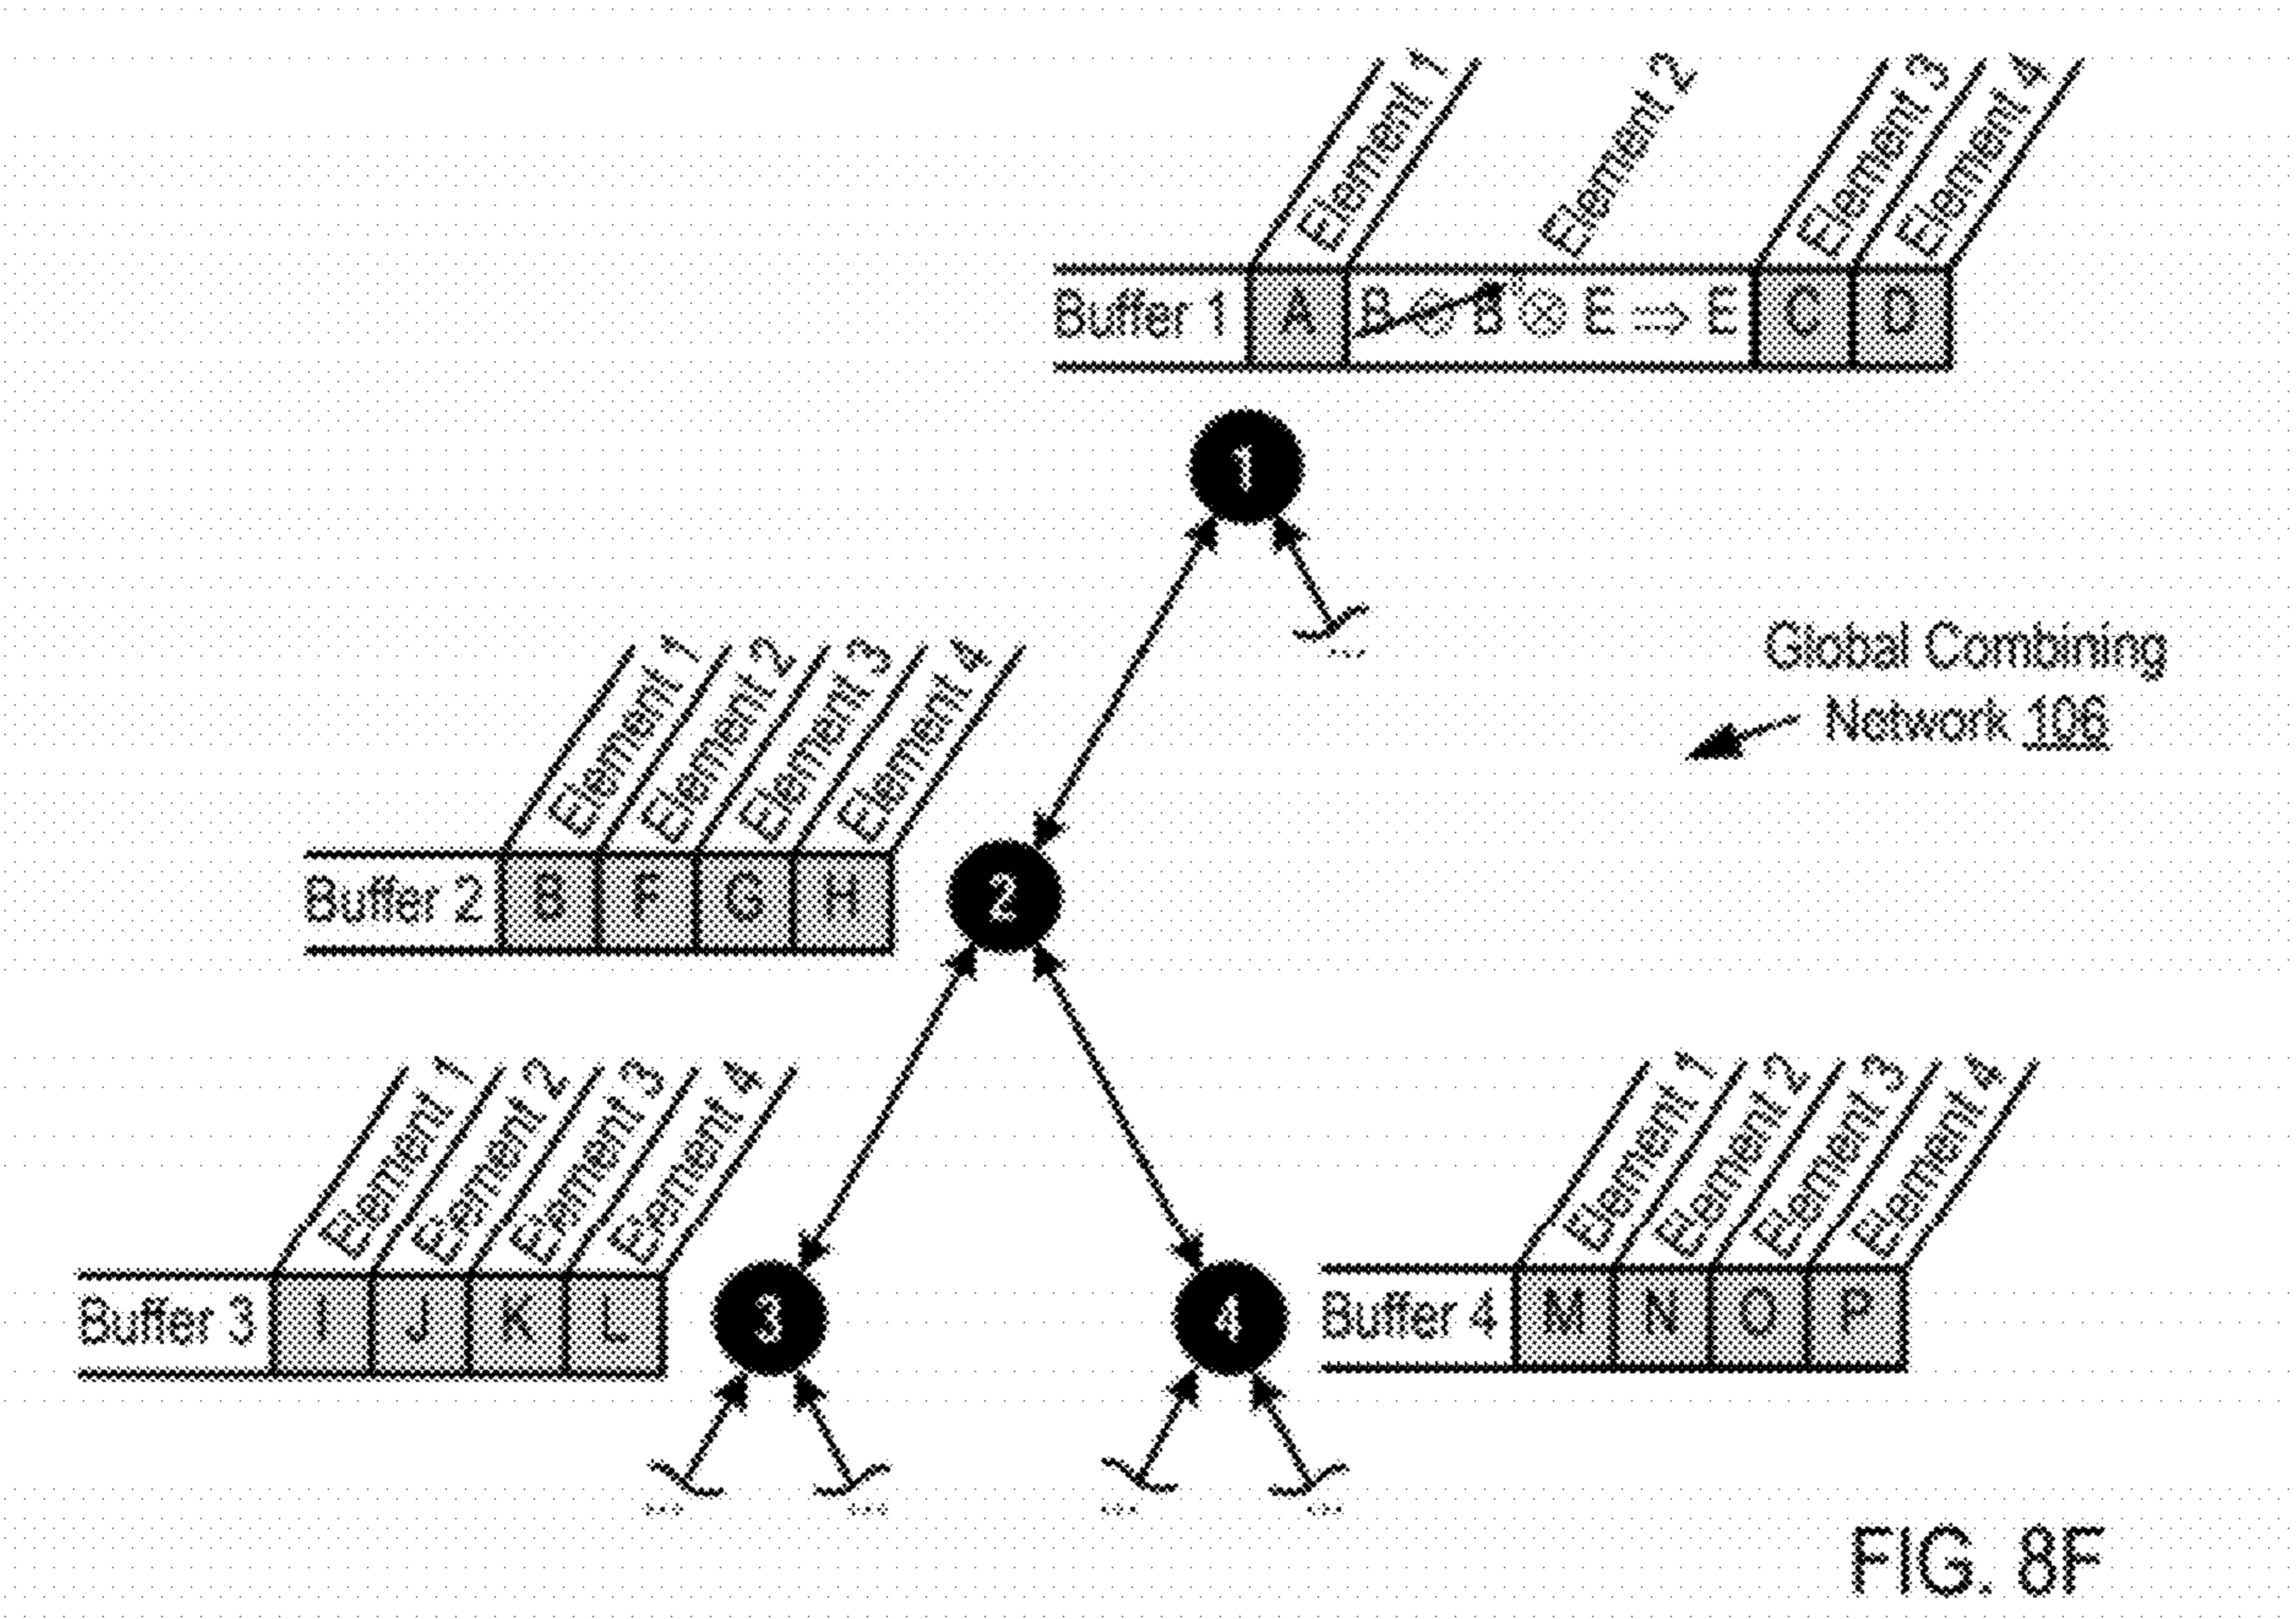 Element 1
Element 2
Element 3
Element 4
Buffer 1 A B ⊗ B ⊗ E ⇒ E C D
1
Global Combining
Network 106
Element 1
Element 2
Element 3
Element 4
Buffer 2 B F G H
2
Element 1
Element 2
Element 3
Element 4
Buffer 3 I J K L
3
4
Element 1
Element 2
Element 3
Element 4
Buffer 4 M N O P
...
...
...
...
...
FIG. 8F